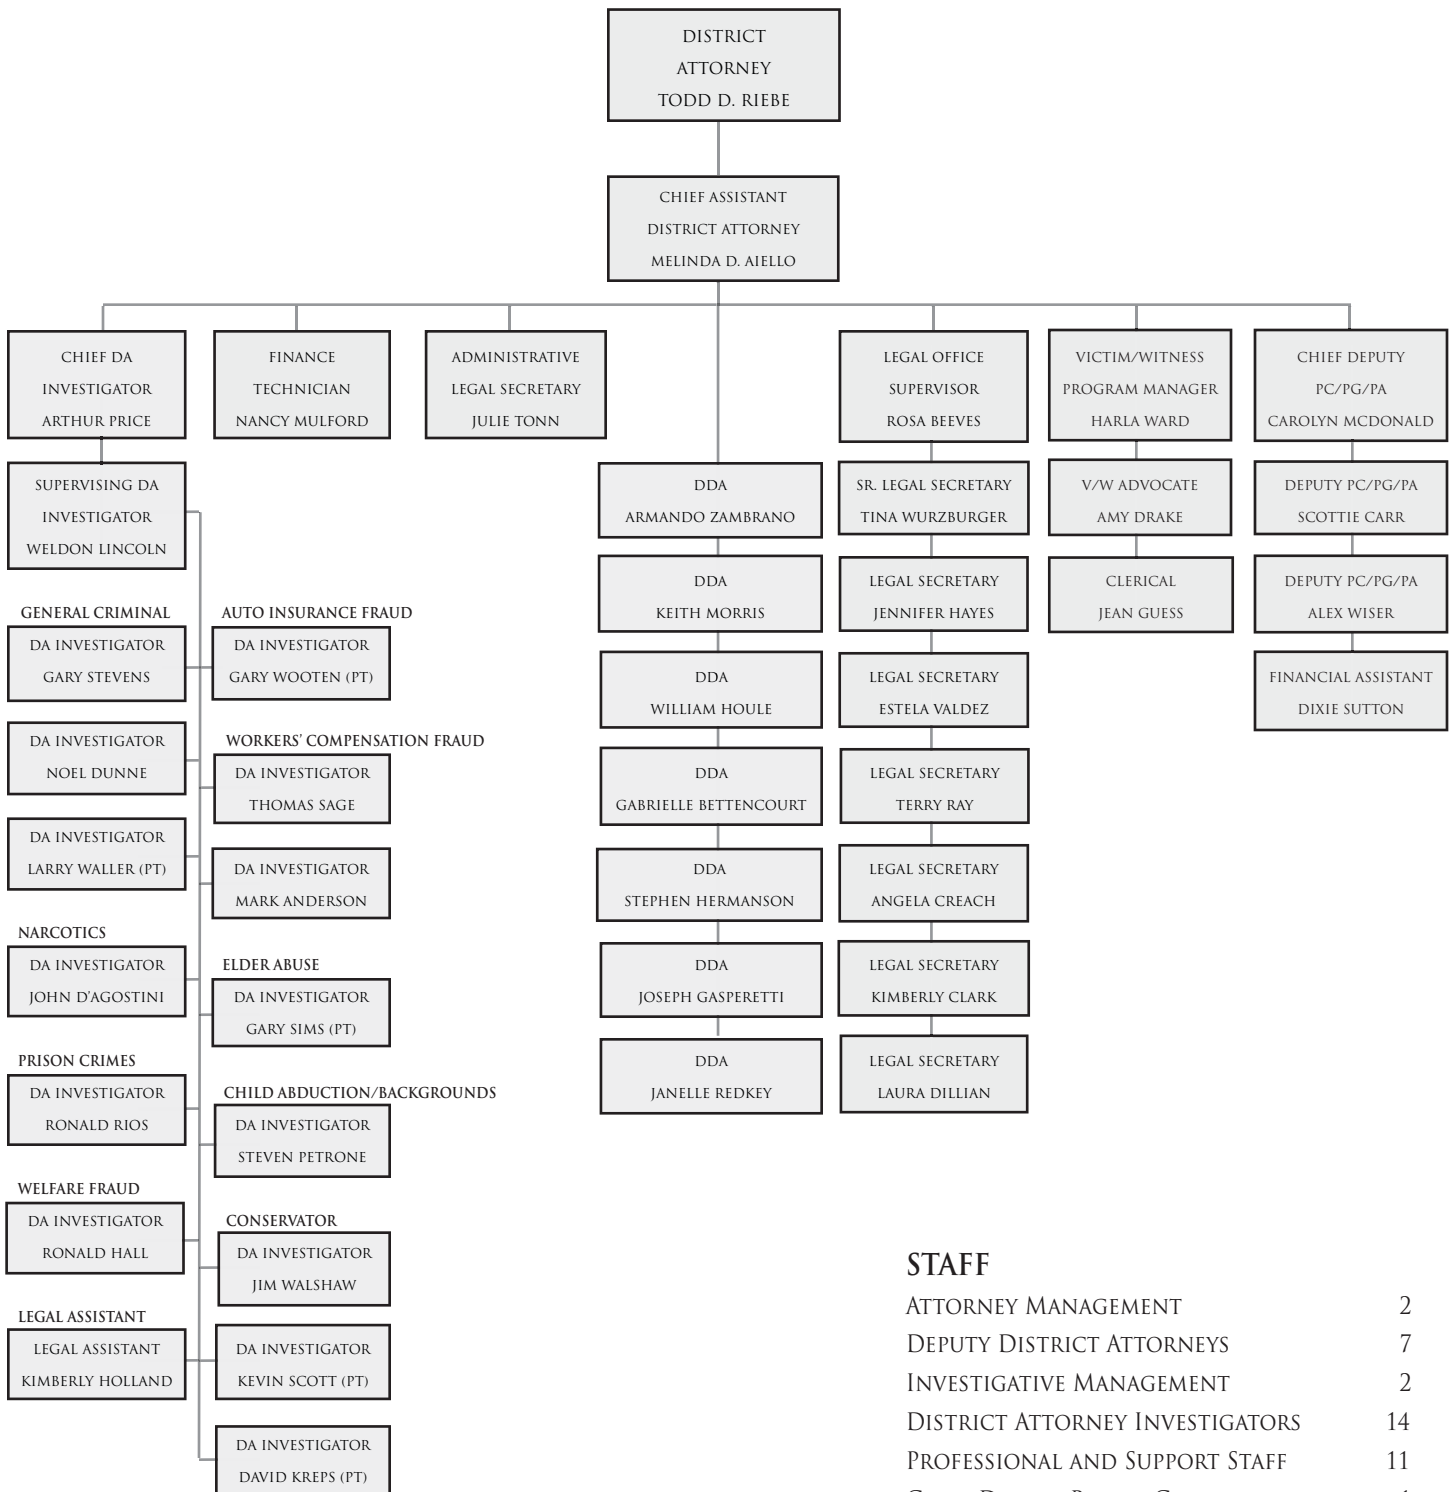 DISTRICT
ATTORNEY
TODD D. RIEBE
CHIEF ASSISTANT
DISTRICT ATTORNEY
MELINDA D. AIELLO
CHIEF DA
INVESTIGATOR
ARTHUR PRICE
FINANCE
TECHNICIAN
NANCY MULFORD
ADMINISTRATIVE
LEGAL SECRETARY
JULIE TONN
LEGAL OFFICE
SUPERVISOR
ROSA BEEVES
VICTIM/WITNESS
PROGRAM MANAGER
HARLA WARD
CHIEF DEPUTY
PC/PG/PA
CAROLYN MCDONALD
SUPERVISING DA
INVESTIGATOR
WELDON LINCOLN
GENERAL CRIMINAL
DA INVESTIGATOR
GARY STEVENS
DA INVESTIGATOR
NOEL DUNNE
DA INVESTIGATOR
LARRY WALLER (PT)
NARCOTICS
DA INVESTIGATOR
JOHN D'AGOSTINI
PRISON CRIMES
DA INVESTIGATOR
RONALD RIOS
WELFARE FRAUD
DA INVESTIGATOR
RONALD HALL
LEGAL ASSISTANT
LEGAL ASSISTANT
KIMBERLY HOLLAND
AUTO INSURANCE FRAUD
DA INVESTIGATOR
GARY WOOTEN (PT)
WORKERS' COMPENSATION FRAUD
DA INVESTIGATOR
THOMAS SAGE
DA INVESTIGATOR
MARK ANDERSON
ELDER ABUSE
DA INVESTIGATOR
GARY SIMS (PT)
CHILD ABDUCTION/BACKGROUNDS
DA INVESTIGATOR
STEVEN PETRONE
CONSERVATOR
DA INVESTIGATOR
JIM WALSHAW
DA INVESTIGATOR
KEVIN SCOTT (PT)
DA INVESTIGATOR
DAVID KREPS (PT)
DDA
ARMANDO ZAMBRANO
DDA
KEITH MORRIS
DDA
WILLIAM HOULE
DDA
GABRIELLE BETTENCOURT
DDA
STEPHEN HERMANSON
DDA
JOSEPH GASPERETTI
DDA
JANELLE REDKEY
SR. LEGAL SECRETARY
TINA WURZBURGER
LEGAL SECRETARY
JENNIFER HAYES
LEGAL SECRETARY
ESTELA VALDEZ
LEGAL SECRETARY
TERRY RAY
LEGAL SECRETARY
ANGELA CREACH
LEGAL SECRETARY
KIMBERLY CLARK
LEGAL SECRETARY
LAURA DILLIAN
V/W ADVOCATE
AMY DRAKE
CLERICAL
JEAN GUESS
DEPUTY PC/PG/PA
SCOTTIE CARR
DEPUTY PC/PG/PA
ALEX WISER
FINANCIAL ASSISTANT
DIXIE SUTTON
STAFF
ATTORNEY MANAGEMENT 2
DEPUTY DISTRICT ATTORNEYS 7
INVESTIGATIVE MANAGEMENT 2
DISTRICT ATTORNEY INVESTIGATORS 14
PROFESSIONAL AND SUPPORT STAFF 11